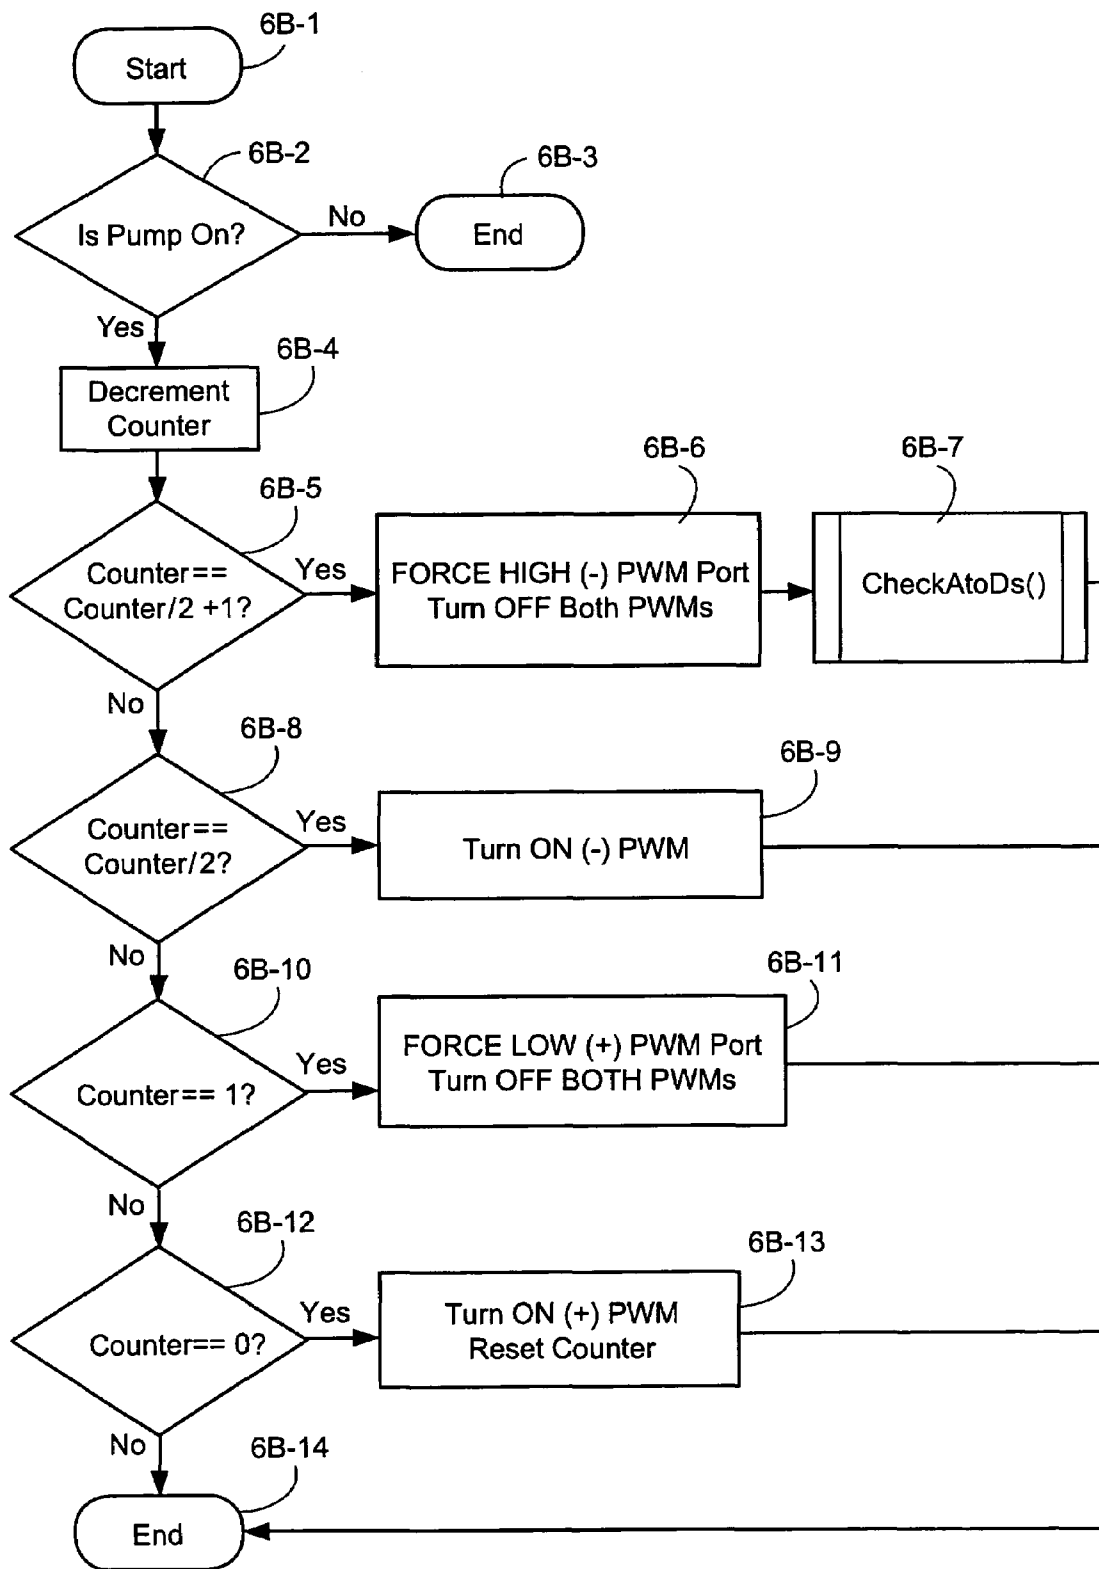 6B-1
Start
6B-2
Is Pump On?
No
6B-3
End
Yes
6B-4
Decrement
Counter
6B-5
Counter==
Counter/2 +1?
Yes
6B-6
FORCE HIGH (-) PWM Port
Turn OFF Both PWMs
6B-7
CheckAtoDs()
No
6B-8
Counter==
Counter/2?
Yes
6B-9
Turn ON (-) PWM
No
6B-10
Counter== 1?
Yes
6B-11
FORCE LOW (+) PWM Port
Turn OFF BOTH PWMs
No
6B-12
Counter== 0?
Yes
6B-13
Turn ON (+) PWM
Reset Counter
No
6B-14
End